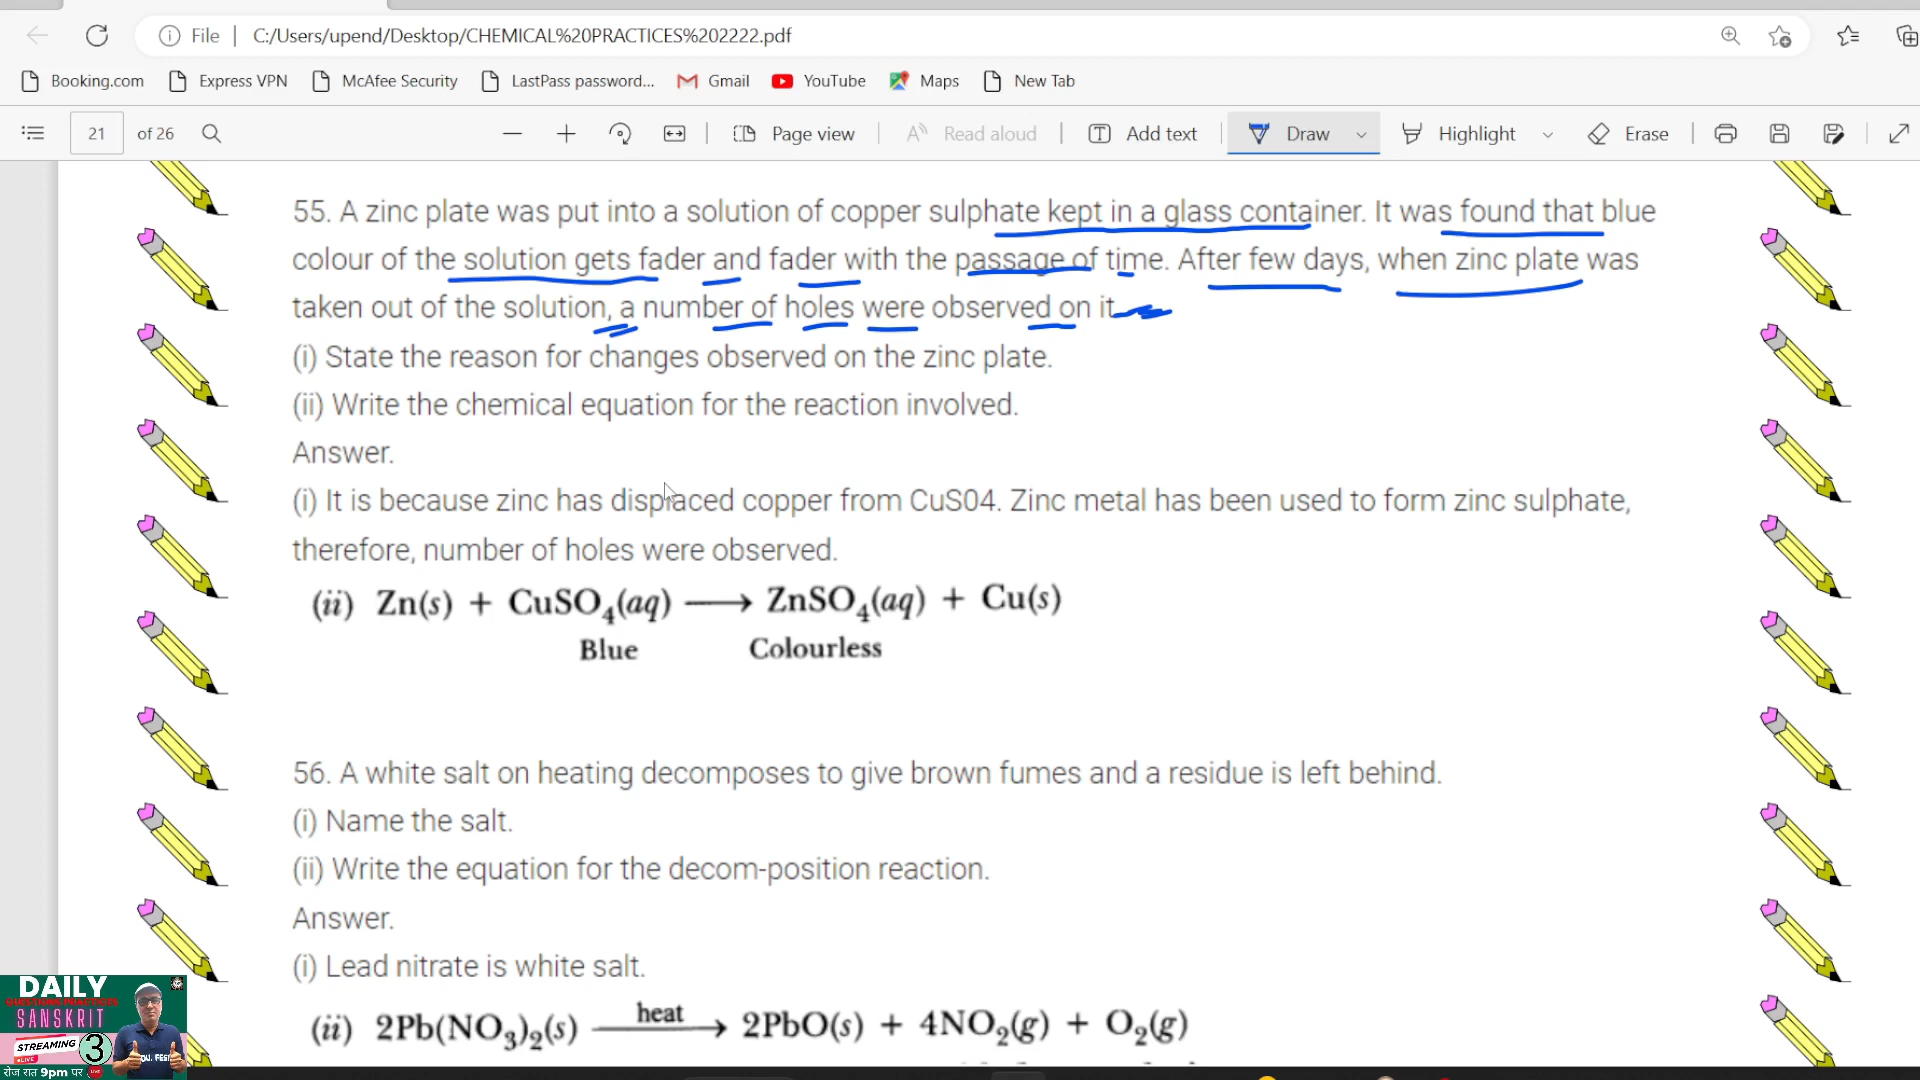 File C:/Users/upend/Desktop/CHEMICAL%20PRACTICES%202222.pdf
Booking.com Express VPN McAfee Security LastPass password... Gmail YouTube Maps New Tab
21 of 26 Page view Read aloud Add text Draw Highlight Erase
55. A zinc plate was put into a solution of copper sulphate kept in a glass container. It was found that blue
colour of the solution gets fader and fader with the passage of time. After few days, when zinc plate was
taken out of the solution, a number of holes were observed on it.
(i) State the reason for changes observed on the zinc plate.
(ii) Write the chemical equation for the reaction involved.
Answer.
(i) It is because zinc has displaced copper from CuS04. Zinc metal has been used to form zinc sulphate,
therefore, number of holes were observed.
(ii) Zn(s) + CuSO₄(aq) ⟶ ZnSO₄(aq) + Cu(s)
Blue Colourless
56. A white salt on heating decomposes to give brown fumes and a residue is left behind.
(i) Name the salt.
(ii) Write the equation for the decom-position reaction.
Answer.
(i) Lead nitrate is white salt.
heat
(ii) 2Pb(NO₃)₂(s) ⟶ 2PbO(s) + 4NO₂(g) + O₂(g)
DAILY
QUESTIONS PRACTICES
SANSKRIT
STREAMING 3
LIVE
रोज रात 9pm पर LIVE